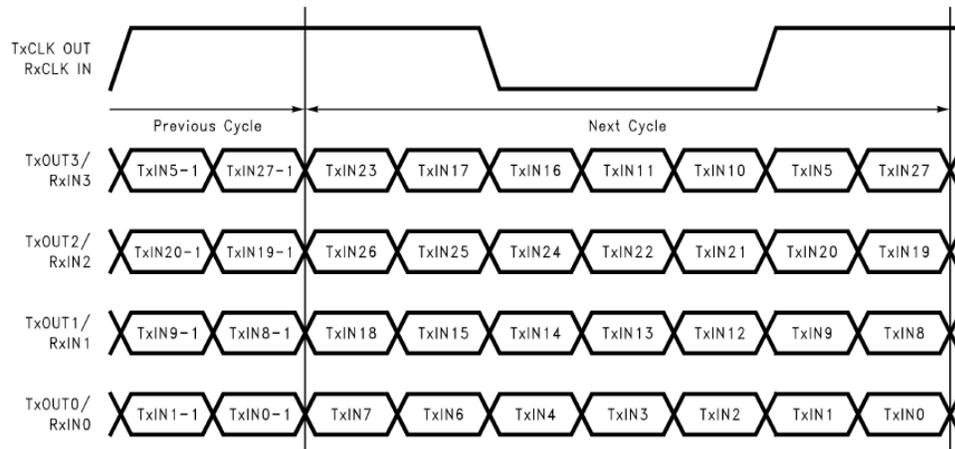 TxCLK OUT
RxCLK IN
Previous Cycle Next Cycle
TxOUT3/
RxIN3
TxIN5-1 TxIN27-1 TxIN23 TxIN17 TxIN16 TxIN11 TxIN10 TxIN5 TxIN27
TxOUT2/
RxIN2
TxIN20-1 TxIN19-1 TxIN26 TxIN25 TxIN24 TxIN22 TxIN21 TxIN20 TxIN19
TxOUT1/
RxIN1
TxIN9-1 TxIN8-1 TxIN18 TxIN15 TxIN14 TxIN13 TxIN12 TxIN9 TxIN8
TxOUT0/
RxIN0
TxIN1-1 TxIN0-1 TxIN7 TxIN6 TxIN4 TxIN3 TxIN2 TxIN1 TxIN0